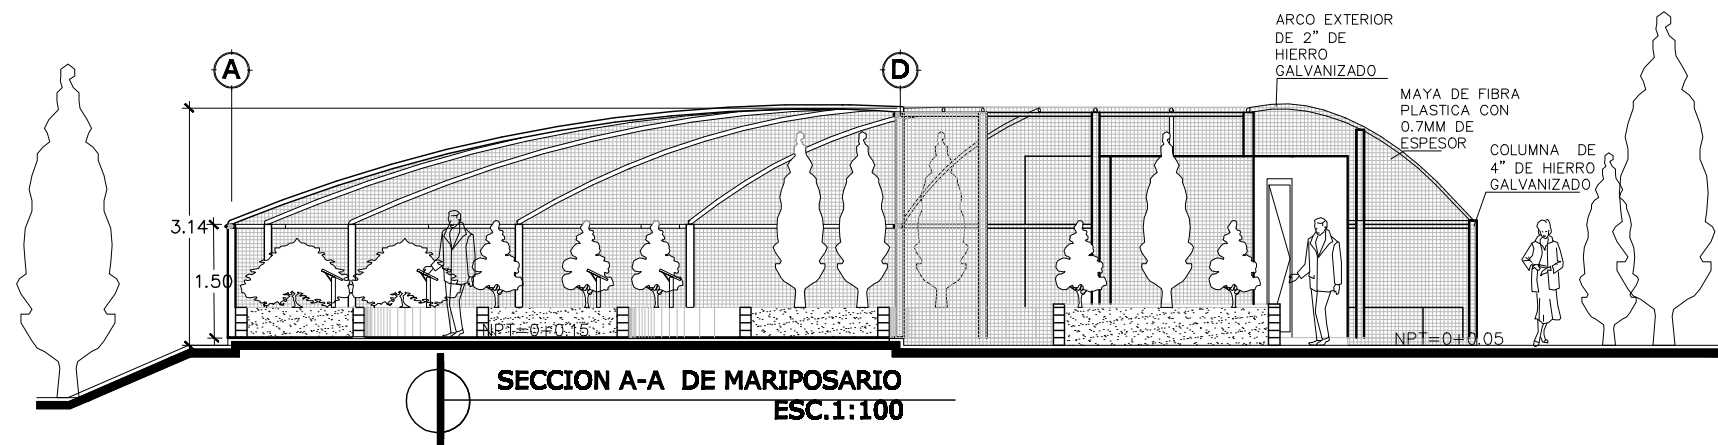 ARCO EXTERIOR
DE 2" DE
HIERRO
GALVANIZADO
A
D
MAYA DE FIBRA
PLASTICA CON
0.7MM DE
ESPESOR
COLUMNA DE
4" DE HIERRO
GALVANIZADO
3.14
1.50
NPT=0+0.15
NPT=0+0.05
SECCION A-A DE MARIPOSARIO
ESC.1:100